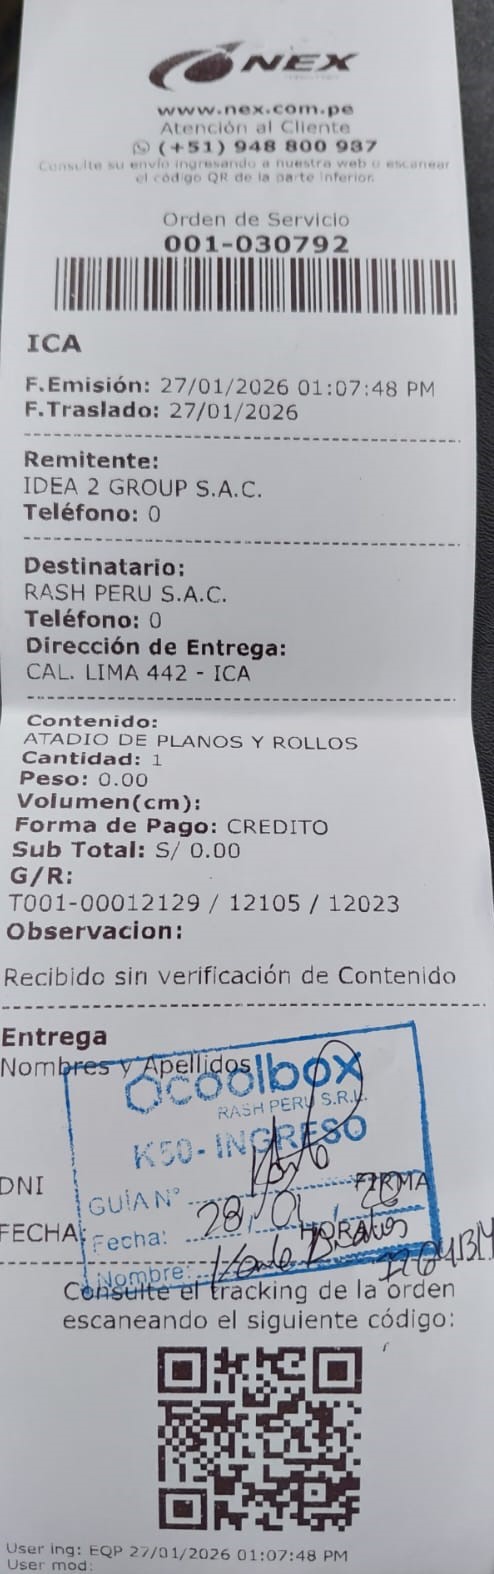 NEX
www.nex.com.pe
Atención al Cliente
(+51) 948 800 937
Consulte su envío ingresando a nuestra web o escanear
el código QR de la parte inferior.
Orden de Servicio
001-030792
ICA
F.Emisión: 27/01/2026 01:07:48 PM
F.Traslado: 27/01/2026
Remitente:
IDEA 2 GROUP S.A.C.
Teléfono: 0
Destinatario:
RASH PERU S.A.C.
Teléfono: 0
Dirección de Entrega:
CAL. LIMA 442 - ICA
Contenido:
ATADIO DE PLANOS Y ROLLOS
Cantidad: 1
Peso: 0.00
Volumen(cm):
Forma de Pago: CREDITO
Sub Total: S/ 0.00
G/R:
T001-00012129 / 12105 / 12023
Observacion:
Recibido sin verificación de Contenido
Entrega
Nombres y Apellidos
coolbox
RASH PERU S.R.L.
K50- INGRESO
DNI
GUÍA N°
FIRMA
FECHA:
Fecha: 28/01
HORA:
Nombre:
Consulte el tracking de la orden
escaneando el siguiente código:
User ing: EQP 27/01/2026 01:07:48 PM
User mod: